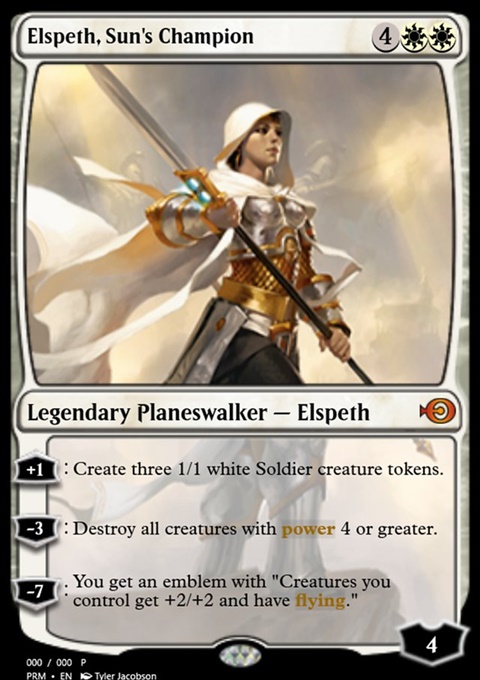 Elspeth, Sun's Champion 4
Legendary Planeswalker — Elspeth
+1 : Create three 1/1 white Soldier creature tokens.
-3 : Destroy all creatures with power 4 or greater.
-7 : You get an emblem with "Creatures you
control get +2/+2 and have flying."
4
000 / 000 P
PRM • EN Tyler Jacobson